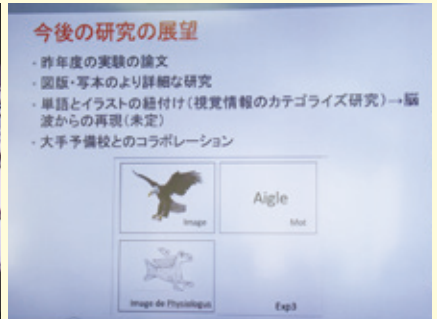 今後の研究の展望
・昨年度の実験の論文
・図版・写本のより詳細な研究
・単語とイラストの紐付け(視覚情報のカテゴライズ研究)→脳
波からの再現(未定)
・大手予備校とのコラボレーション
Image
Aigle
Mot
Image de Physiologus
Exp3